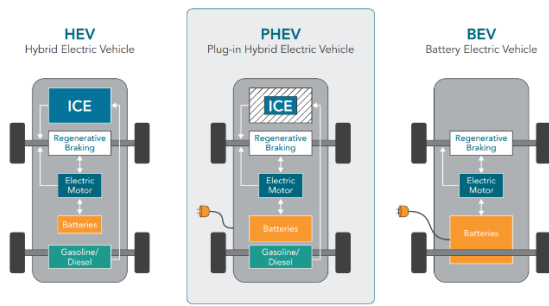 HEV
Hybrid Electric Vehicle
ICE
Regenerative
Braking
Electric
Motor
Batteries
Gasoline/
Diesel
PHEV
Plug-in Hybrid Electric Vehicle
ICE
Regenerative
Braking
Electric
Motor
Batteries
Gasoline/
Diesel
BEV
Battery Electric Vehicle
Regenerative
Braking
Electric
Motor
Batteries